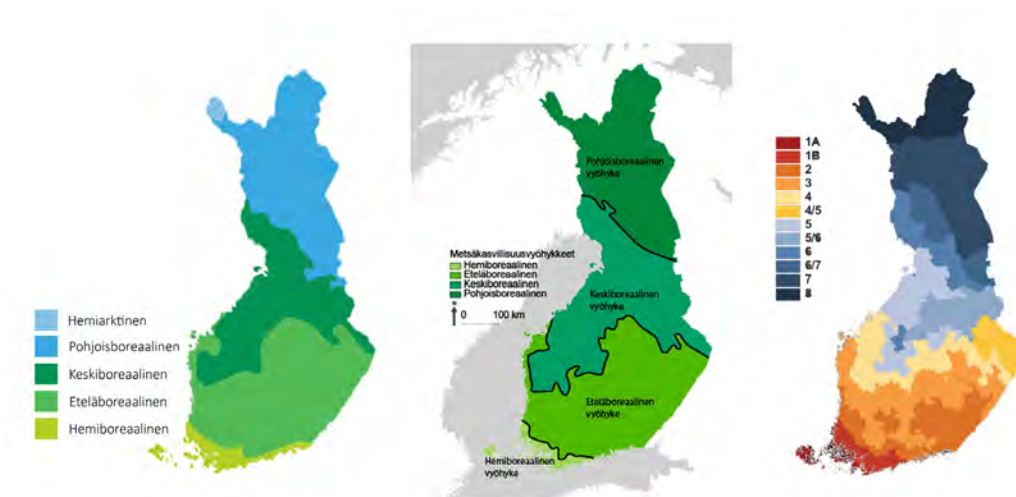 Hemiarktinen
Pohjoisboreaalinen
Keskiboreaalinen
Eteläboreaalinen
Hemiboreaalinen
Pohjoisboreaalinen
vyöhyke
Metsäkasvillisuusvyöhykkeet
Hemiboreaalinen
Eteläboreaalinen
Keskiboreaalinen
Pohjoisboreaalinen
N
0 100 km
Keskiboreaalinen
vyöhyke
Eteläboreaalinen
vyöhyke
Hemiboreaalinen
vyöhyke
1A
1B
2
3
4
4/5
5
5/6
6
6/7
7
8